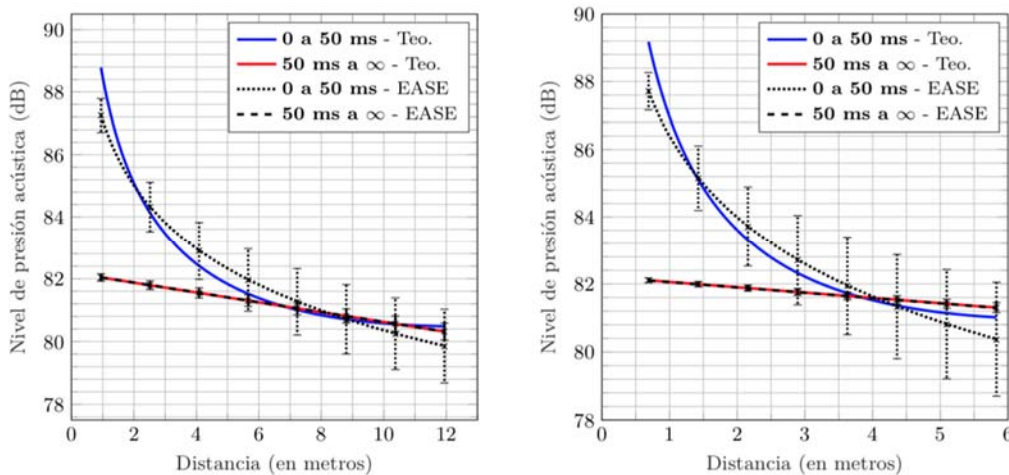 90
88
86
84
82
80
78
0
2
4
6
8
10
12
Nivel de presión acústica (dB)
Distancia (en metros)
0 a 50 ms - Teo.
50 ms a ∞ - Teo.
0 a 50 ms - EASE
50 ms a ∞ - EASE
90
88
86
84
82
80
78
0
1
2
3
4
5
6
Nivel de presión acústica (dB)
Distancia (en metros)
0 a 50 ms - Teo.
50 ms a ∞ - Teo.
0 a 50 ms - EASE
50 ms a ∞ - EASE